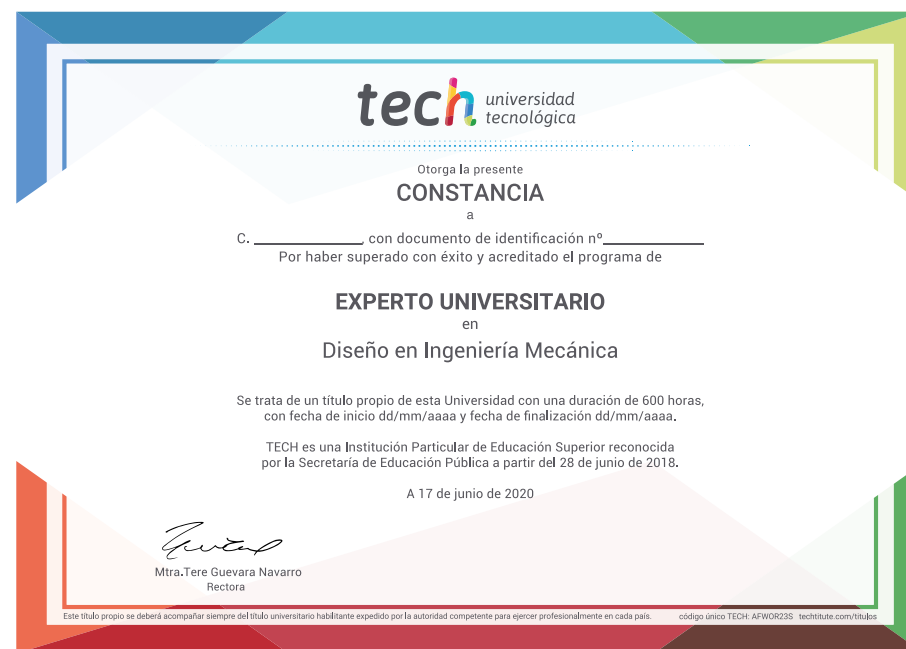 tech universidad
tecnológica
Otorga la presente
CONSTANCIA
a
C. ____________, con documento de identificación nº____________
Por haber superado con éxito y acreditado el programa de
EXPERTO UNIVERSITARIO
en
Diseño en Ingeniería Mecánica
Se trata de un título propio de esta Universidad con una duración de 600 horas,
con fecha de inicio dd/mm/aaaa y fecha de finalización dd/mm/aaaa.
TECH es una Institución Particular de Educación Superior reconocida
por la Secretaría de Educación Pública a partir del 28 de junio de 2018.
A 17 de junio de 2020
Mtra.Tere Guevara Navarro
Rectora
Este título propio se deberá acompañar siempre del título universitario habilitante expedido por la autoridad competente para ejercer profesionalmente en cada país. código único TECH: AFWOR23S techtitute.com/titulos